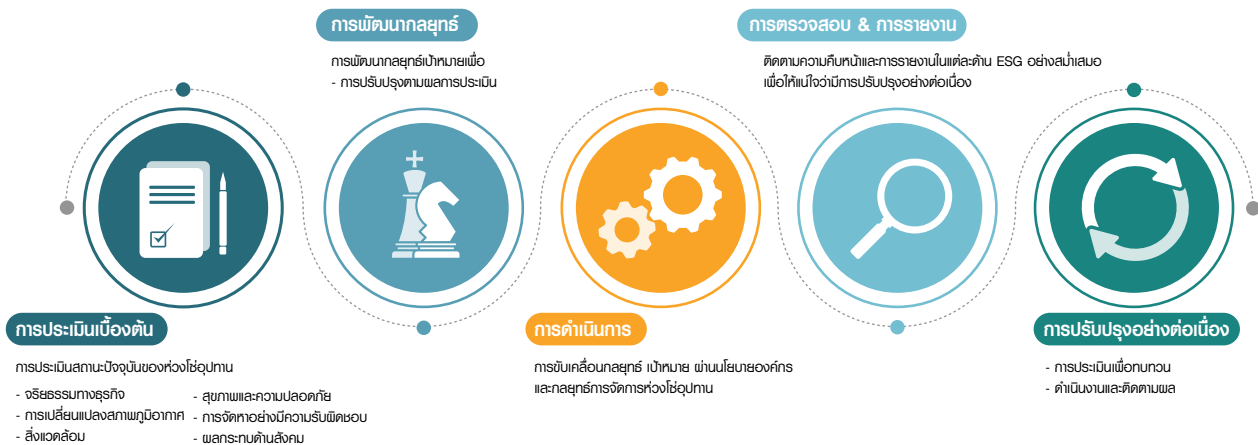 การพัฒนากลยุทธ์
การพัฒนากลยุทธ์เป้าหมายเพื่อ
- การปรับปรุงตามผลการประเมิน
การตรวจสอบ & การรายงาน
ติดตามความคืบหน้าและการรายงานในแต่ละด้าน ESG อย่างสม่ำเสมอ
เพื่อให้แน่ใจว่ามีการปรับปรุงอย่างต่อเนื่อง
การประเมินเบื้องต้น
การประเมินสถานะปัจจุบันของห่วงโซ่อุปทาน
- จริยธรรมทางธุรกิจ
- การเปลี่ยนแปลงสภาพภูมิอากาศ
- สิ่งแวดล้อม
- สุขภาพและความปลอดภัย
- การจัดหาอย่างมีความรับผิดชอบ
- ผลกระทบด้านสังคม
การดำเนินการ
การขับเคลื่อนกลยุทธ์ เป้าหมาย ผ่านนโยบายองค์กร
และกลยุทธ์การจัดการห่วงโซ่อุปทาน
การปรับปรุงอย่างต่อเนื่อง
- การประเมินเพื่อทบทวน
- ดำเนินงานและติดตามผล